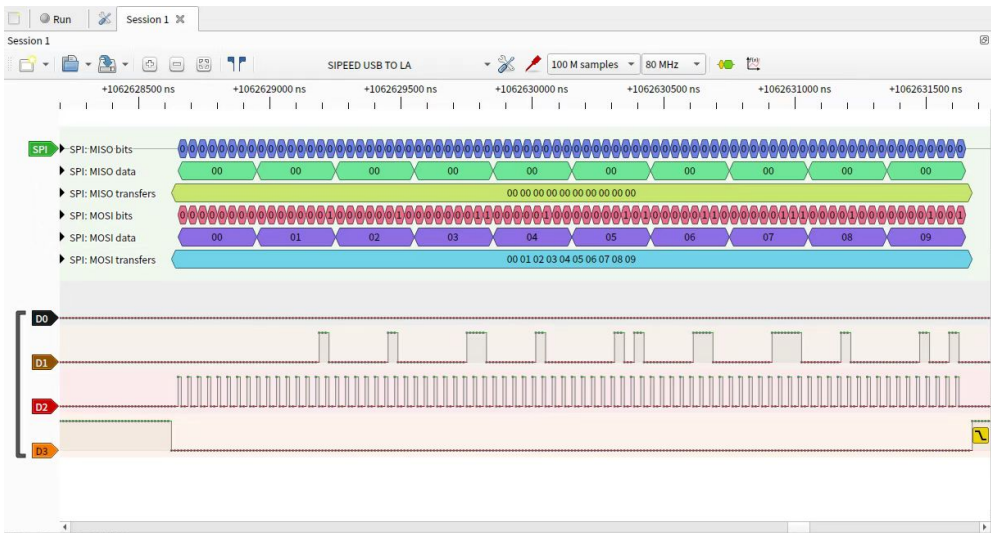 Run
Session 1
Session 1
SIPEED USB TO LA
100 M samples
80 MHz
+1062628500 ns
+1062629000 ns
+1062629500 ns
+1062630000 ns
+1062630500 ns
+1062631000 ns
+1062631500 ns
SPI
SPI: MISO bits
SPI: MISO data
00 00 00 00 00 00 00 00 00 00
SPI: MISO transfers
00 00 00 00 00 00 00 00 00 00
SPI: MOSI bits
SPI: MOSI data
00 01 02 03 04 05 06 07 08 09
SPI: MOSI transfers
00 01 02 03 04 05 06 07 08 09
D0
D1
D2
D3